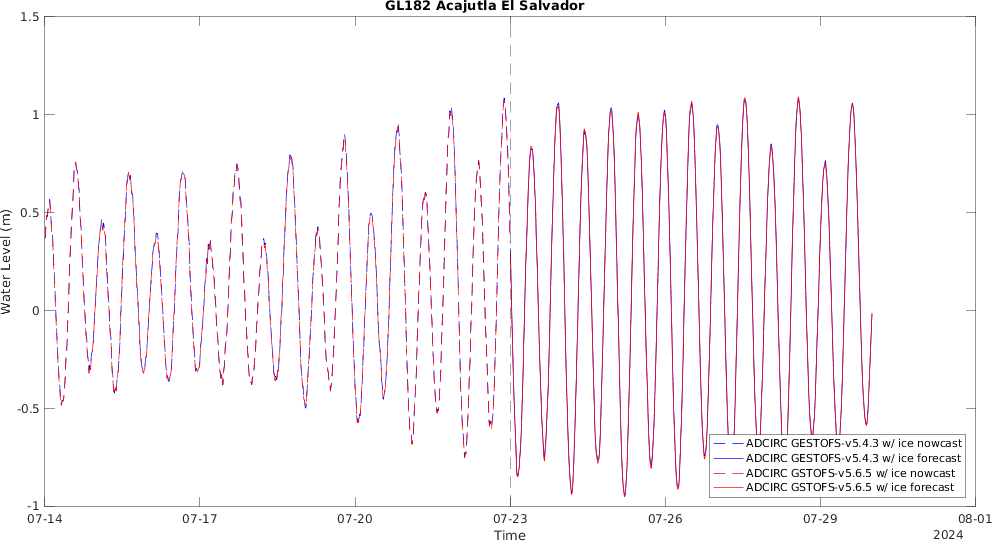 GL182 Acajutla El Salvador
1.5
1
0.5
0
-0.5
-1
Water Level (m)
07-14
07-17
07-20
07-23
07-26
07-29
08-01
Time
2024
ADCIRC GESTOFS-v5.4.3 w/ ice nowcast
ADCIRC GESTOFS-v5.4.3 w/ ice forecast
ADCIRC GSTOFS-v5.6.5 w/ ice nowcast
ADCIRC GSTOFS-v5.6.5 w/ ice forecast